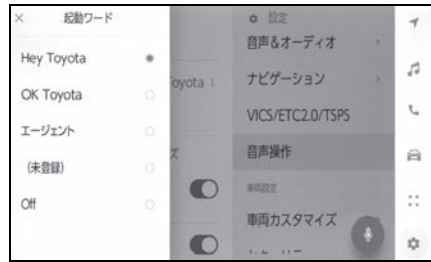 × 起動ワード
Hey Toyota
OK Toyota
エージェント
(未登録)
Off
oyota
ズ
設定
音声&オーディオ
ナビゲーション
VICS/ETC2.0/TSPS
音声操作
車両設定
車両カスタマイズ